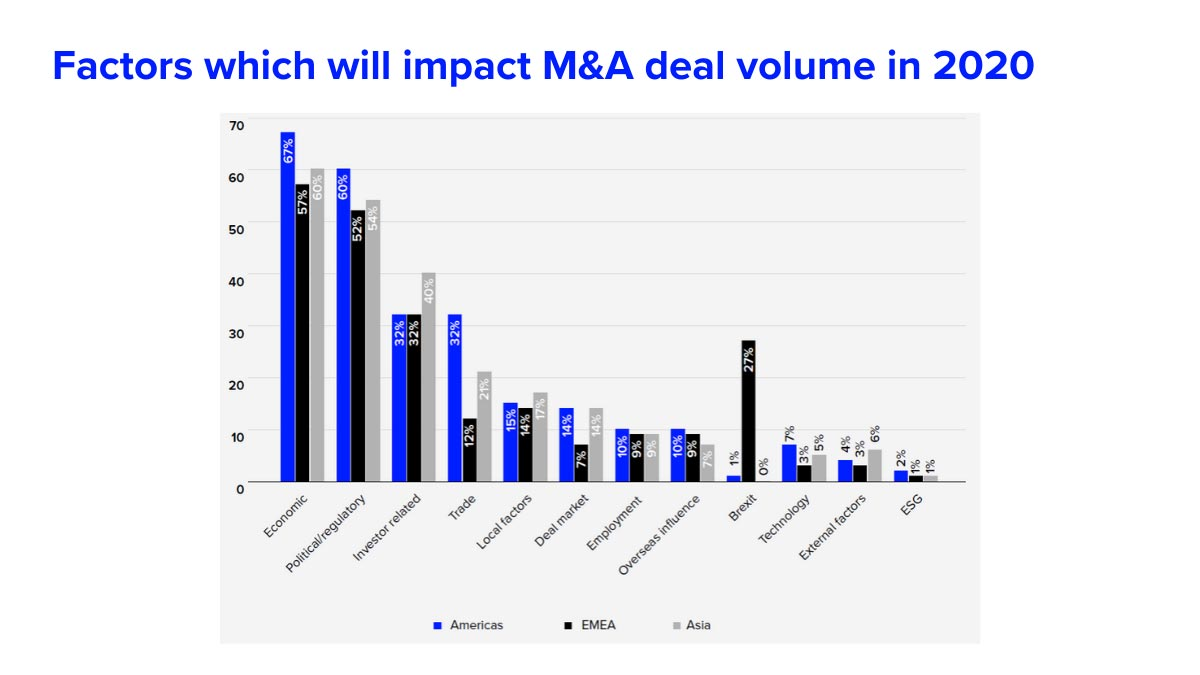 Factors which will impact M&A deal volume in 2020
70
60
50
40
30
20
10
0
67%
57%
60%
60%
52%
54%
32%
32%
40%
32%
12%
21%
15%
14%
17%
14%
7%
14%
10%
9%
9%
10%
9%
7%
1%
27%
0%
7%
3%
5%
4%
3%
6%
2%
1%
1%
Economic
Political/regulatory
Investor related
Trade
Local factors
Deal market
Employment
Overseas influence
Brexit
Technology
External factors
ESG
Americas
EMEA
Asia